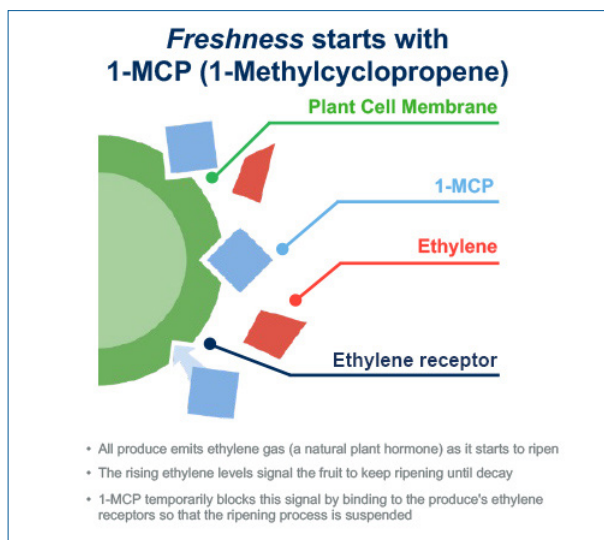 Freshness starts with
1-MCP (1-Methylcyclopropene)
Plant Cell Membrane
1-MCP
Ethylene
Ethylene receptor
• All produce emits ethylene gas (a natural plant hormone) as it starts to ripen
• The rising ethylene levels signal the fruit to keep ripening until decay
• 1-MCP temporarily blocks this signal by binding to the produce's ethylene
receptors so that the ripening process is suspended